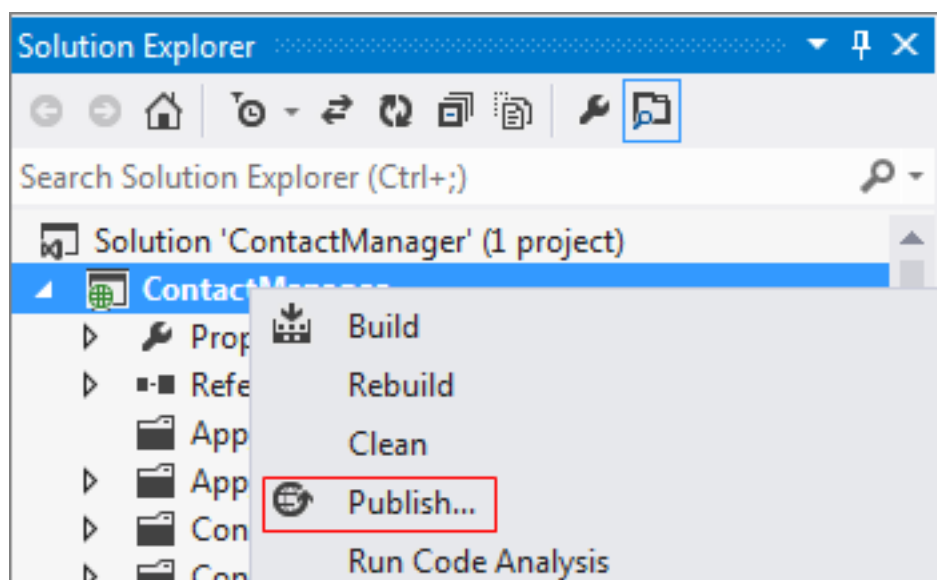 Solution Explorer
Search Solution Explorer (Ctrl+;)
Solution 'ContactManager' (1 project)
Build
Rebuild
Clean
Publish...
Run Code Analysis